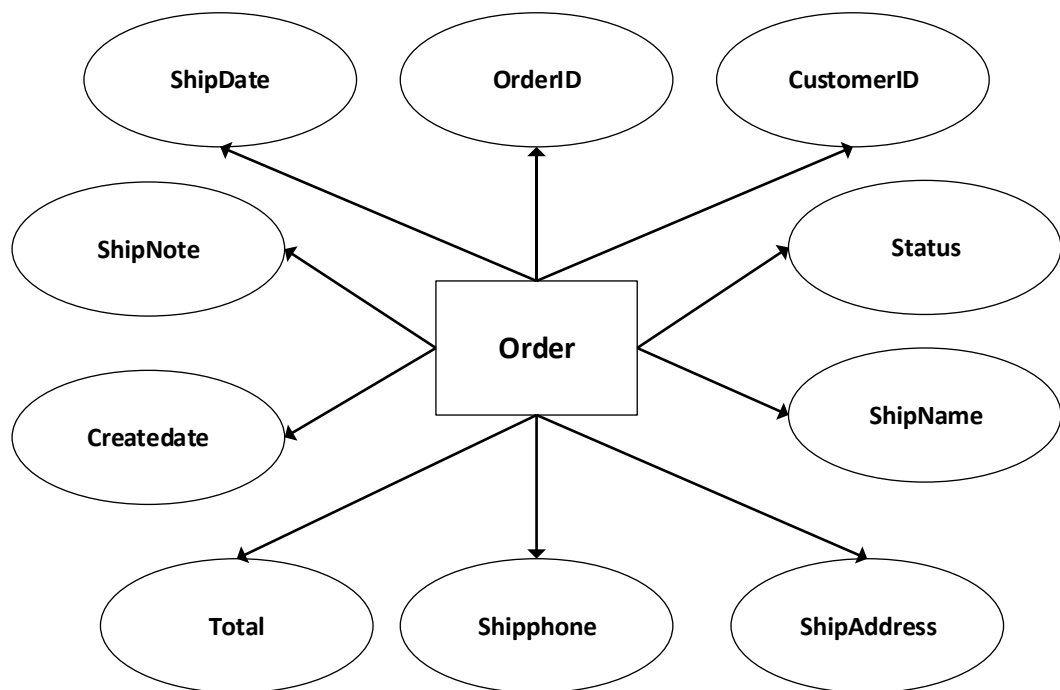 ShipDate
OrderID
CustomerID
ShipNote
Status
Order
Createdate
ShipName
Total
Shipphone
ShipAddress